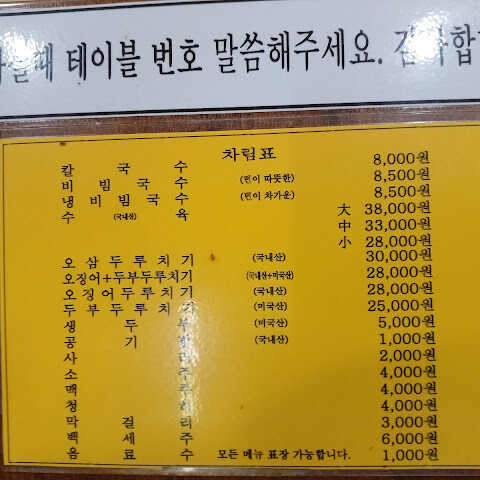 테이블 번호 말씀해주세요.
차림표
칼 국 수 8,000원
비 빔 국 수 (면이 따뜻한) 8,500원
냉 비 빔 국 수 (면이 차가운) 8,500원
수 (국내산) 육 大 38,000원
中 33,000원
小 28,000원
오 삼 두 루 치 기 (국내산) 30,000원
오징어+두부두루치기 (국내산+미국산) 28,000원
오 징 어 두 루 치 기 (국내산) 28,000원
두 부 두 루 치 기 (미국산) 25,000원
생 두 부 (미국산) 5,000원
공 기 밥 (국내산) 1,000원
사 리 2,000원
소 주 4,000원
맥 주 4,000원
청 하 4,000원
막 걸 리 3,000원
백 세 주 6,000원
음 료 수 모든 메뉴 포장 가능합니다. 1,000원